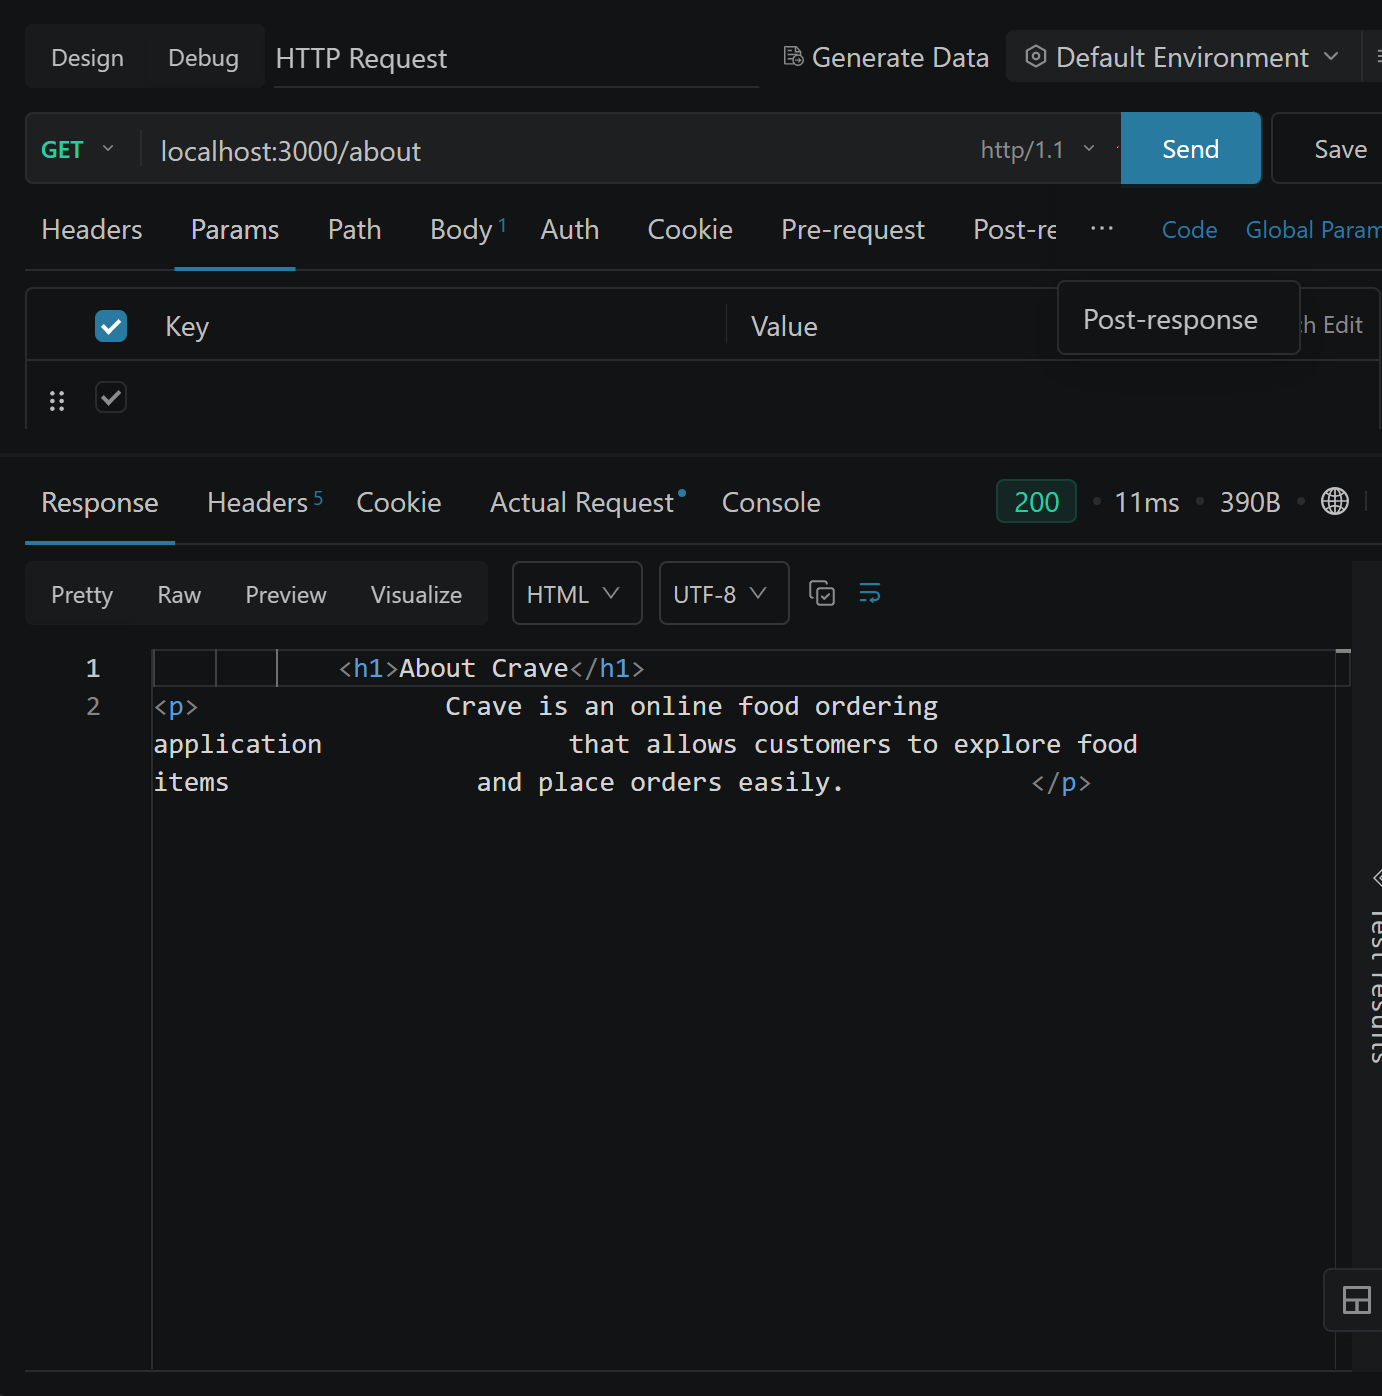 Design Debug HTTP Request Generate Data Default Environment
GET localhost:3000/about http/1.1 Send Save
Headers Params Path Body 1 Auth Cookie Pre-request Post-re ··· Code Global Param
Key Value Post-response h Edit
Response Headers 5 Cookie Actual Request Console 200 • 11ms • 390B •
Pretty Raw Preview Visualize HTML UTF-8
1 <h1>About Crave</h1>
2 <p> Crave is an online food ordering
application that allows customers to explore food
items and place orders easily. </p>
Test results